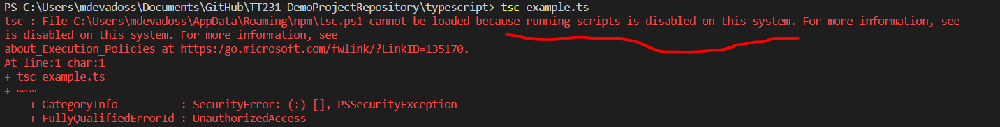 PS C:\Users\mdevadoss\Documents\GitHub\TT231-DemoProjectRepository\typescript> tsc example.ts
tsc : File C:\Users\mdevadoss\AppData\Roaming\npm\tsc.ps1 cannot be loaded because running scripts is disabled on this system. For more information, see
is disabled on this system. For more information, see
about_Execution_Policies at https:/go.microsoft.com/fwlink/?LinkID=135170.
At line:1 char:1
+ tsc example.ts
+ ~~~
    + CategoryInfo          : SecurityError: (:) [], PSSecurityException
    + FullyQualifiedErrorId : UnauthorizedAccess